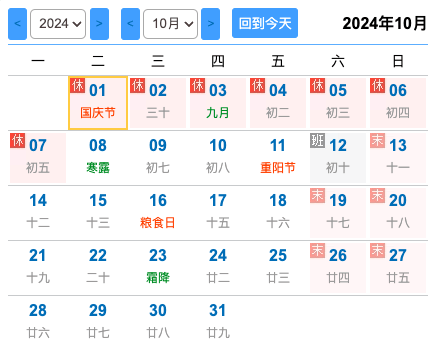 < 2024 > < 10月 > 回到今天 2024年10月
一 二 三 四 五 六 日
休 01 休 02 休 03 休 04 休 05 休 06
国庆节 三十 九月 初二 初三 初四
休 07 08 09 10 11 班 12 末 13
初五 寒露 初七 初八 重阳节 初十 十一
14 15 16 17 18 末 19 末 20
十二 十三 粮食日 十五 十六 十七 十八
21 22 23 24 25 末 26 末 27
十九 二十 霜降 廿二 廿三 廿四 廿五
28 29 30 31
廿六 廿七 廿八 廿九